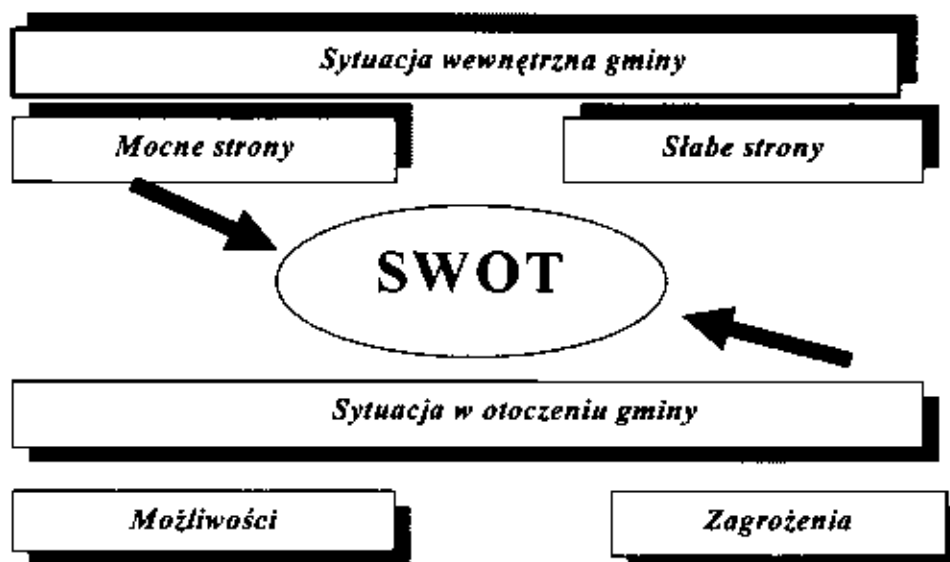 Sytuacja wewnętrzna gminy
Mocne strony
Słabe strony
SWOT
Sytuacja w otoczeniu gminy
Możliwości
Zagrożenia